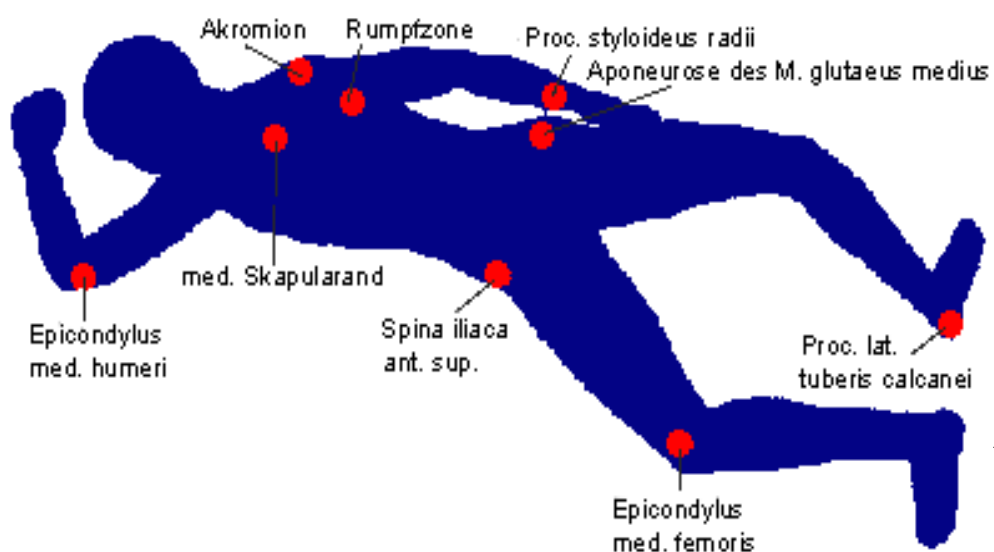 Akromion
Rumpfzone
Proc. styloideus radii
Aponeurose des M. glutaeus medius
med. Skapularand
Epicondylus
med. humeri
Spina iliaca
ant. sup.
Proc. lat.
tuberis calcanei
Epicondylus
med. femoris